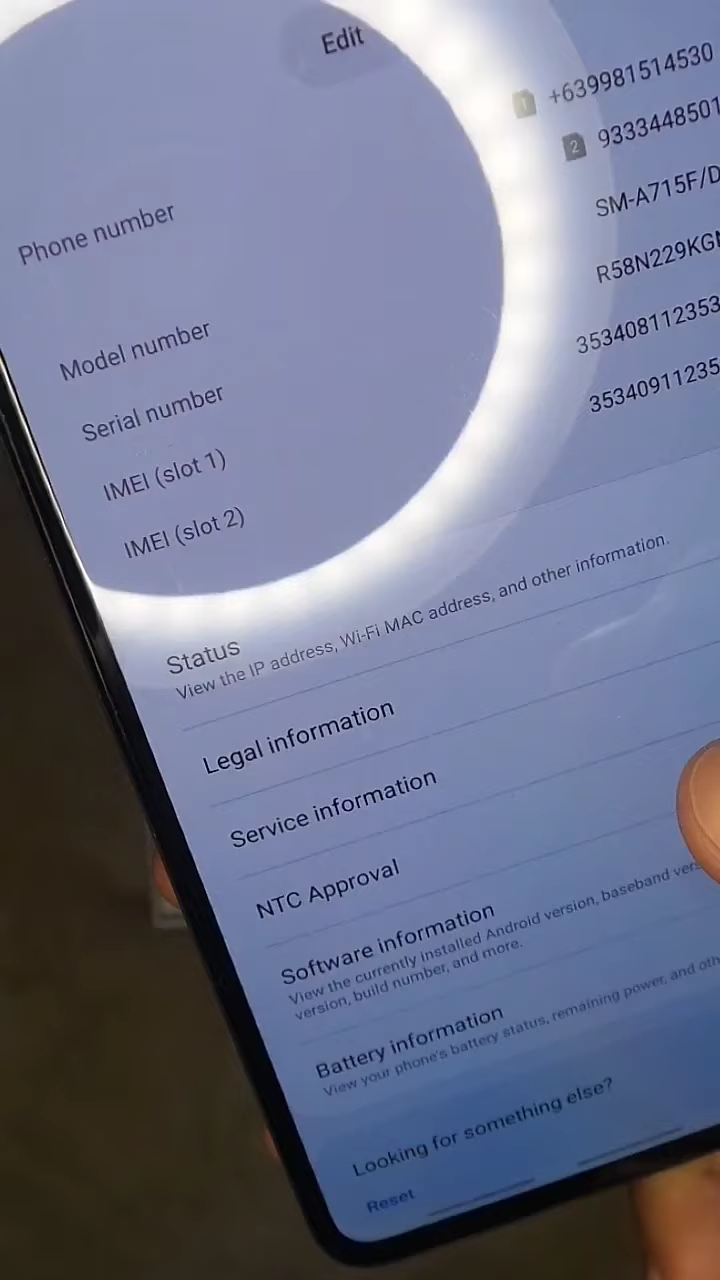 Edit
Phone number
1 +639981514530
2 9333448501
Model number SM-A715F/D
Serial number R58N229KG
IMEI (slot 1) 353408112353
IMEI (slot 2) 35340911235
Status
View the IP address, Wi-Fi MAC address, and other information.
Legal information
Service information
NTC Approval
Software information
View the currently installed Android version, baseband
version, build number, and more.
Battery information
View your phone's battery status, remaining power, and
Looking for something else?
Reset